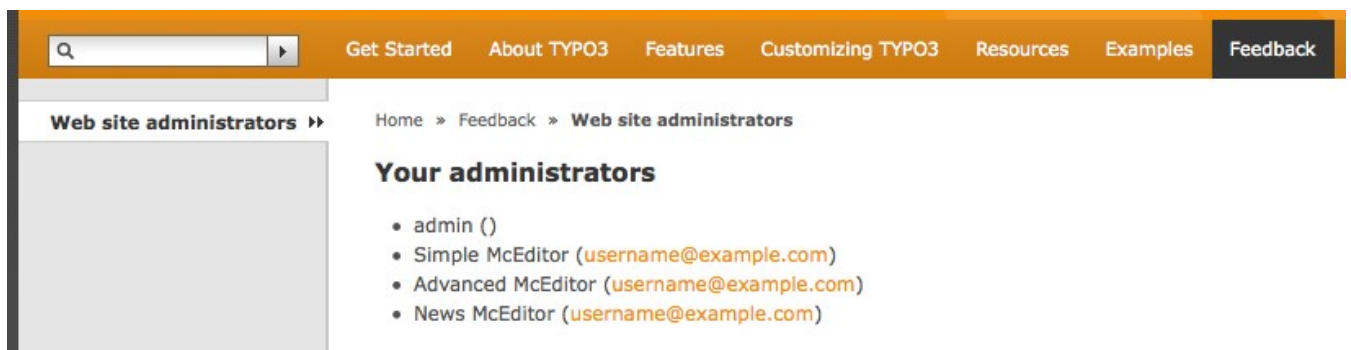 Get Started About TYPO3 Features Customizing TYPO3 Resources Examples Feedback
Web site administrators
Home » Feedback » Web site administrators
Your administrators
• admin ()
• Simple McEditor (username@example.com)
• Advanced McEditor (username@example.com)
• News McEditor (username@example.com)